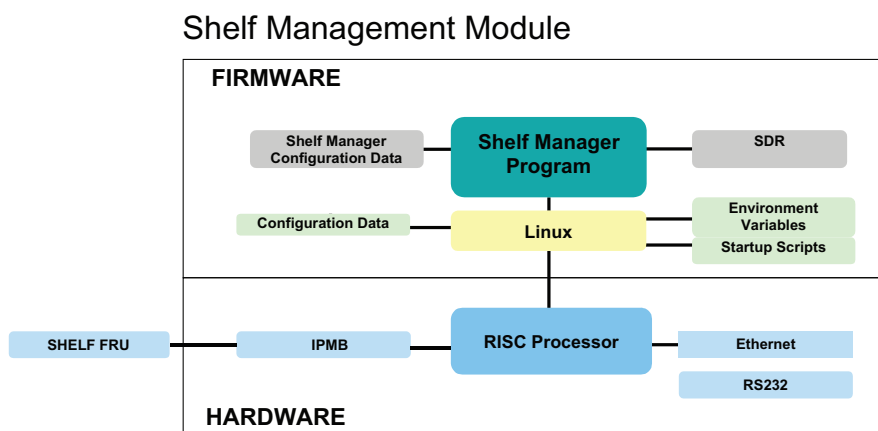 Shelf Management Module
FIRMWARE
Shelf Manager
Configuration Data
Shelf Manager
Program
SDR
Configuration Data
Linux
Environment
Variables
Startup Scripts
SHELF FRU
IPMB
RISC Processor
Ethernet
RS232
HARDWARE